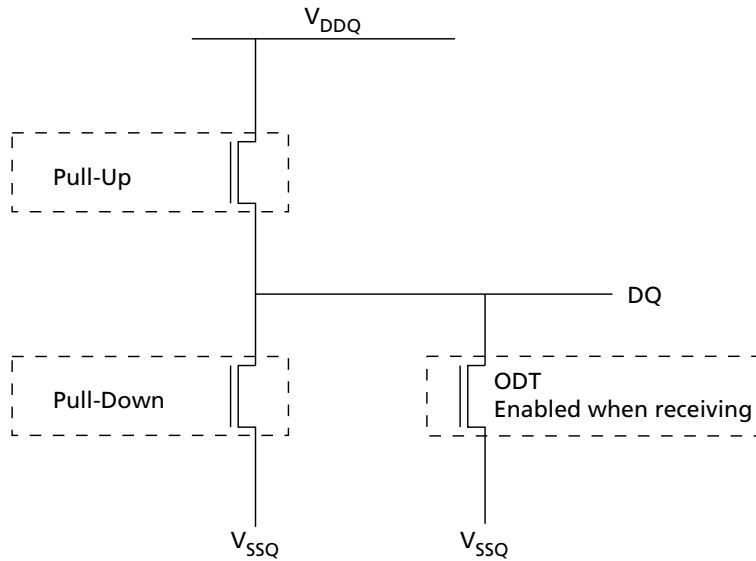 VDDQ
Pull-Up
DQ
Pull-Down
ODT
Enabled when receiving
VSSQ
VSSQ